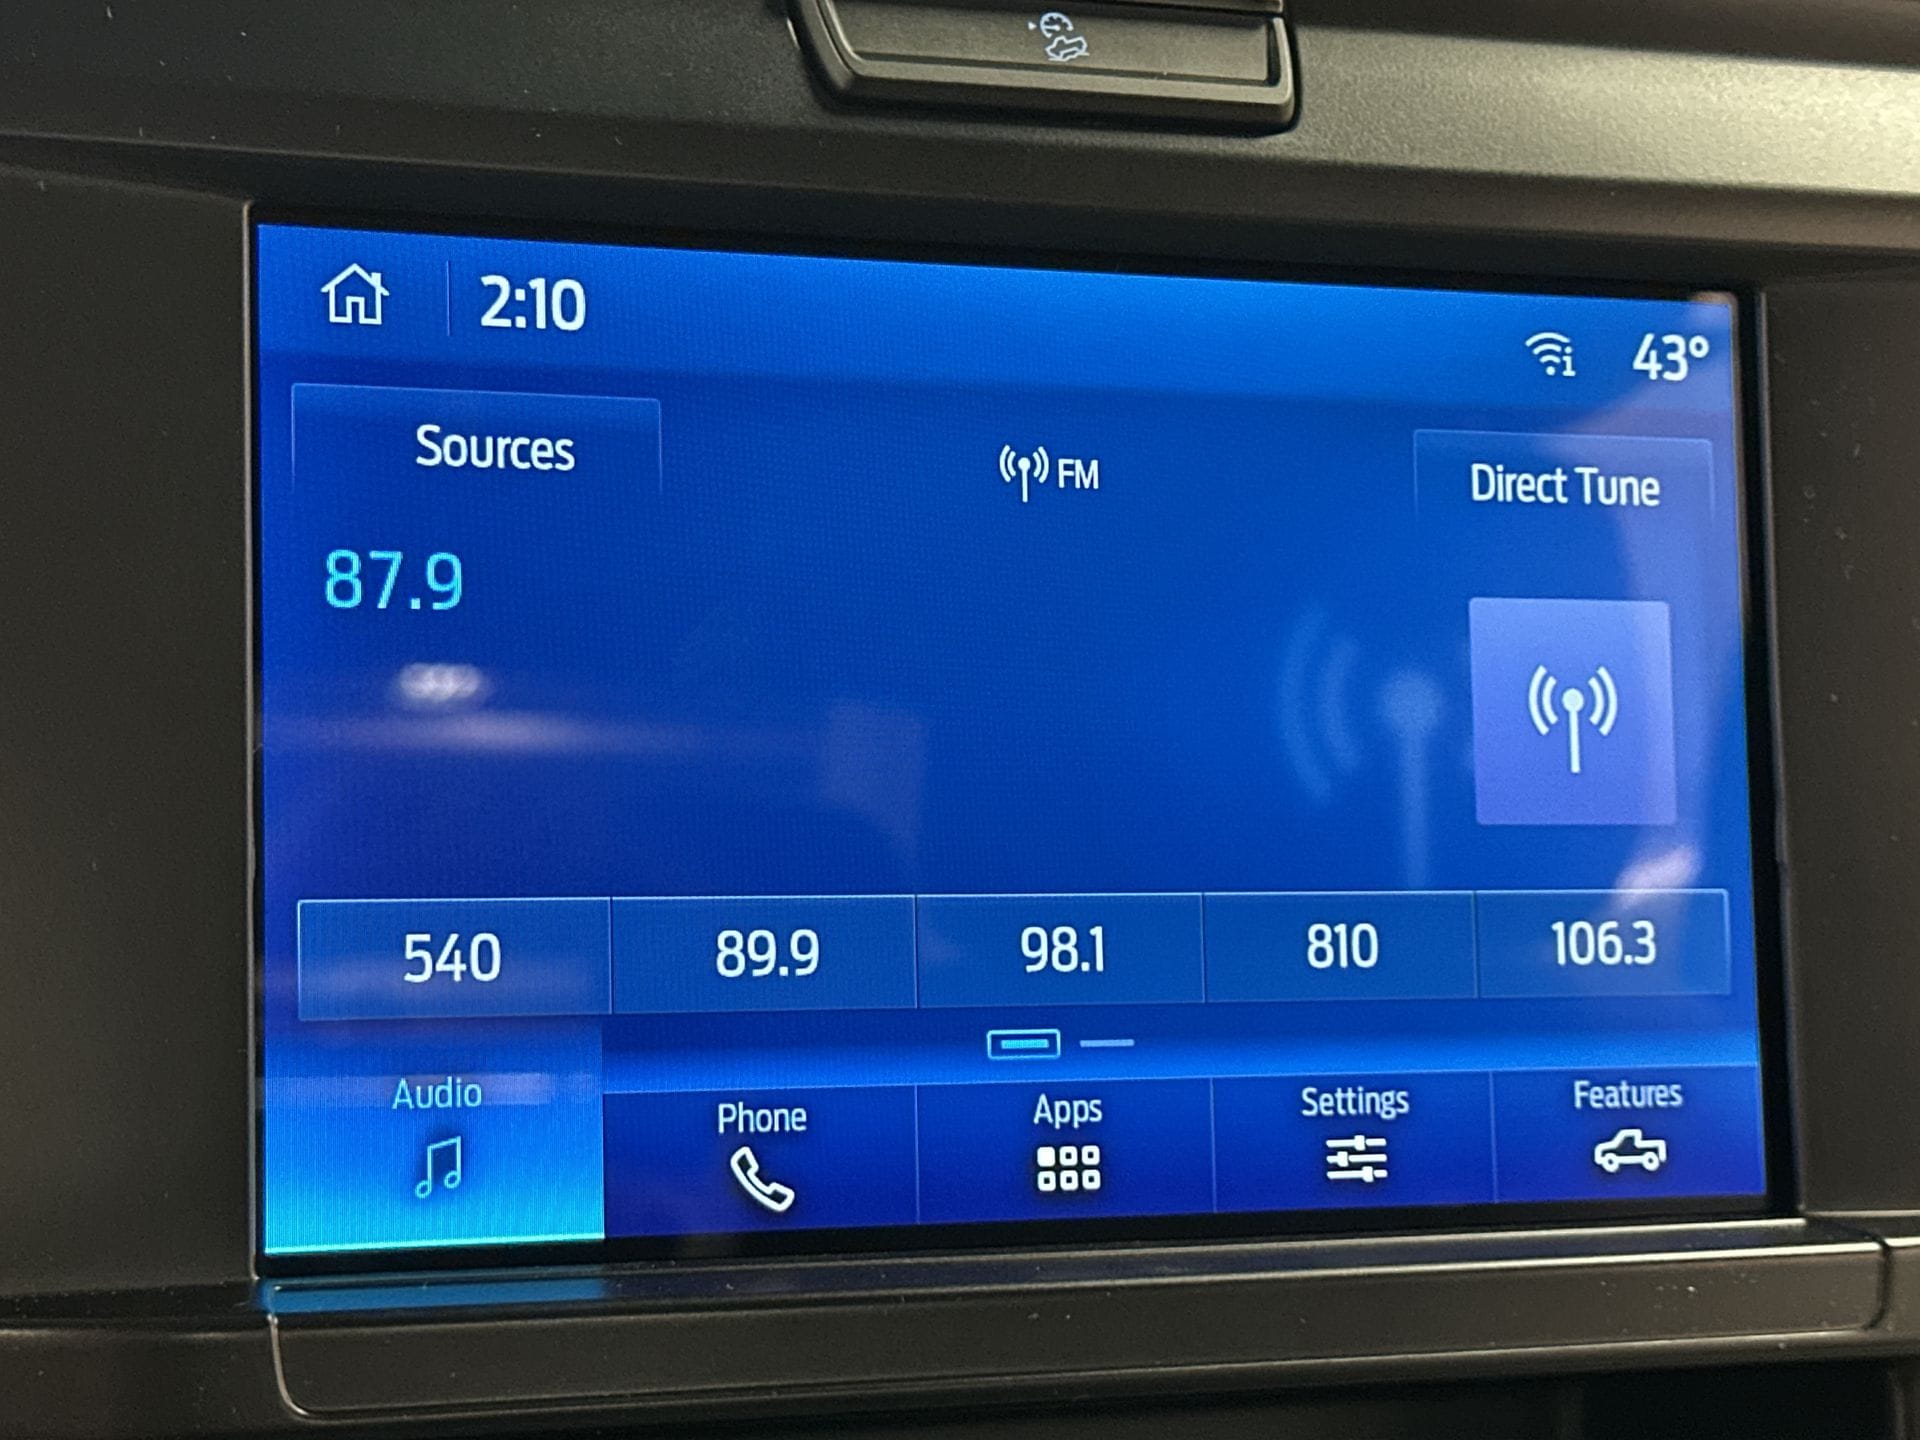 2:10
43°
Sources
FM
Direct Tune
87.9
540 89.9 98.1 810 106.3
Audio Phone Apps Settings Features